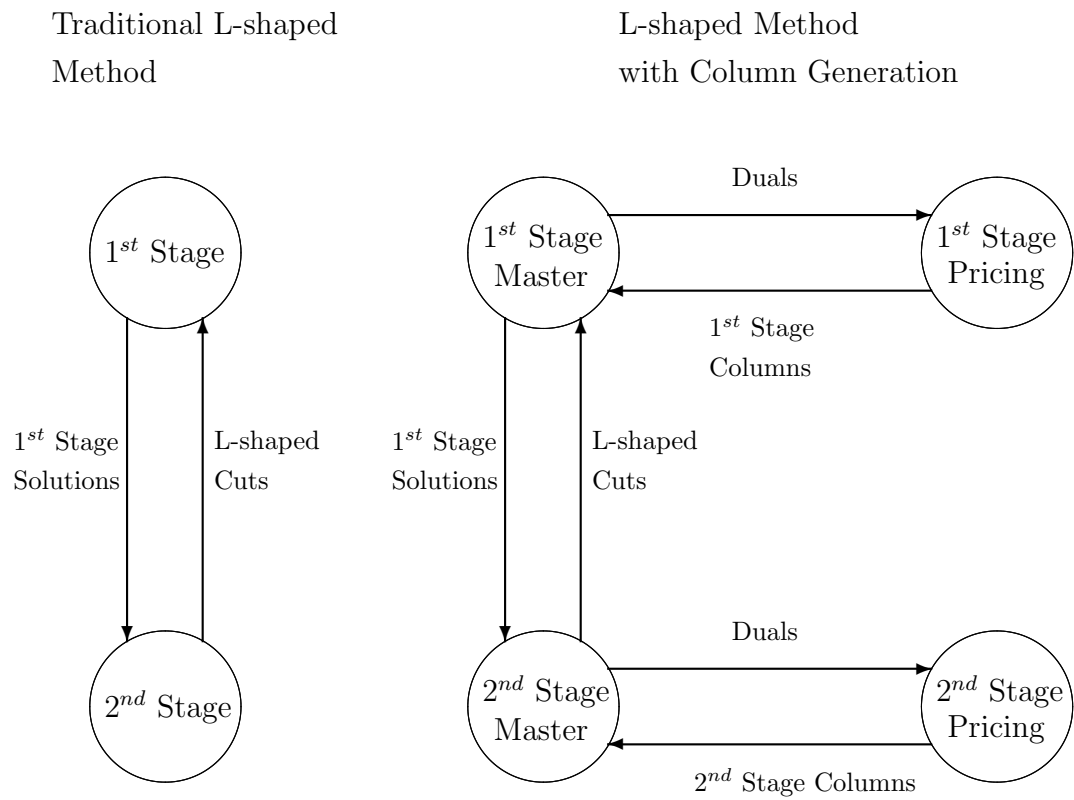 Traditional L-shaped
Method
L-shaped Method
with Column Generation
1st Stage
1st Stage
Solutions
L-shaped
Cuts
2nd Stage
1st Stage
Master
Duals
1st Stage
Pricing
1st Stage
Columns
1st Stage
Solutions
L-shaped
Cuts
2nd Stage
Master
Duals
2nd Stage
Pricing
2nd Stage Columns